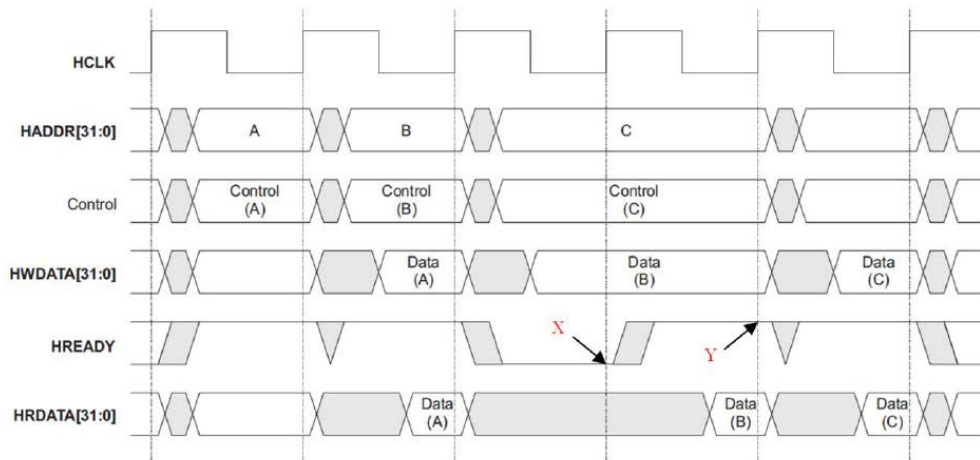 HCLK
HADDR[31:0]
A
B
C
Control
Control
(A)
Control
(B)
Control
(C)
HWDATA[31:0]
Data
(A)
Data
(B)
Data
(C)
HREADY
X
Y
HRDATA[31:0]
Data
(A)
Data
(B)
Data
(C)